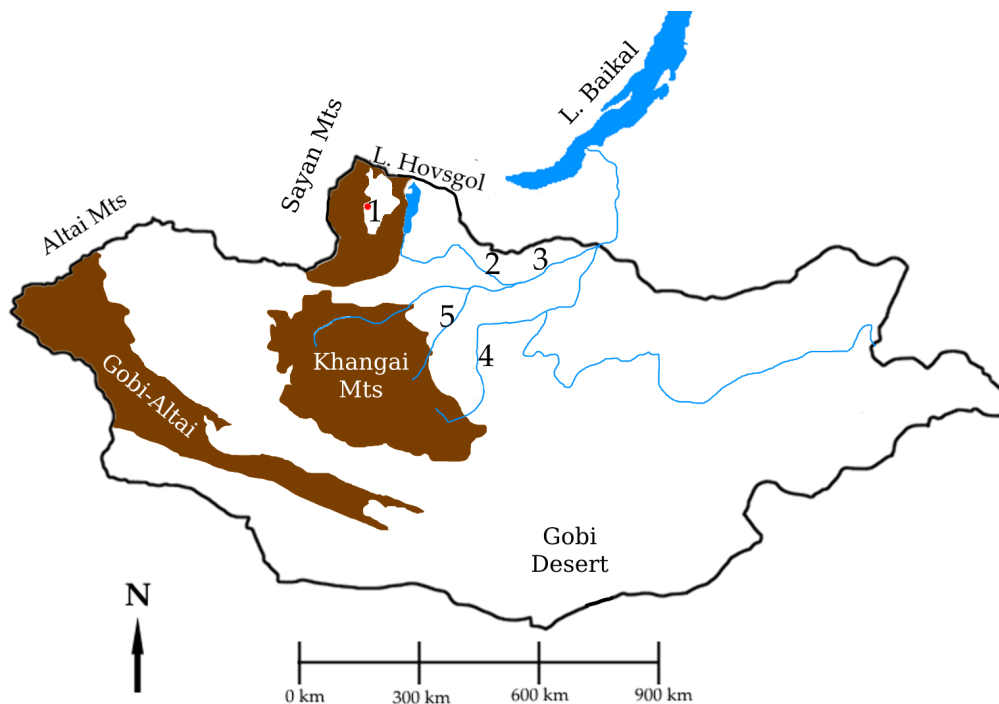 L. Baikal
Sayan Mts
L. Hovsgol
Altai Mts
1
2
3
5
4
Khangai
Mts
Gobi-Altai
Gobi
Desert
N
0 km
300 km
600 km
900 km